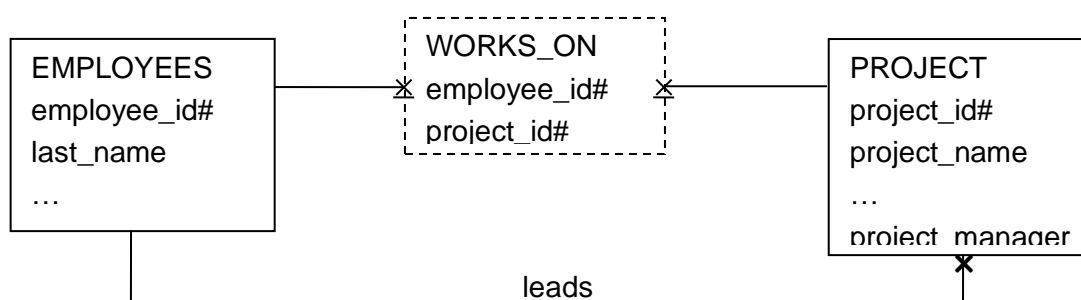 EMPLOYEES
employee_id#
last_name
…
WORKS_ON
employee_id#
project_id#
PROJECT
project_id#
project_name
…
project_manager
leads